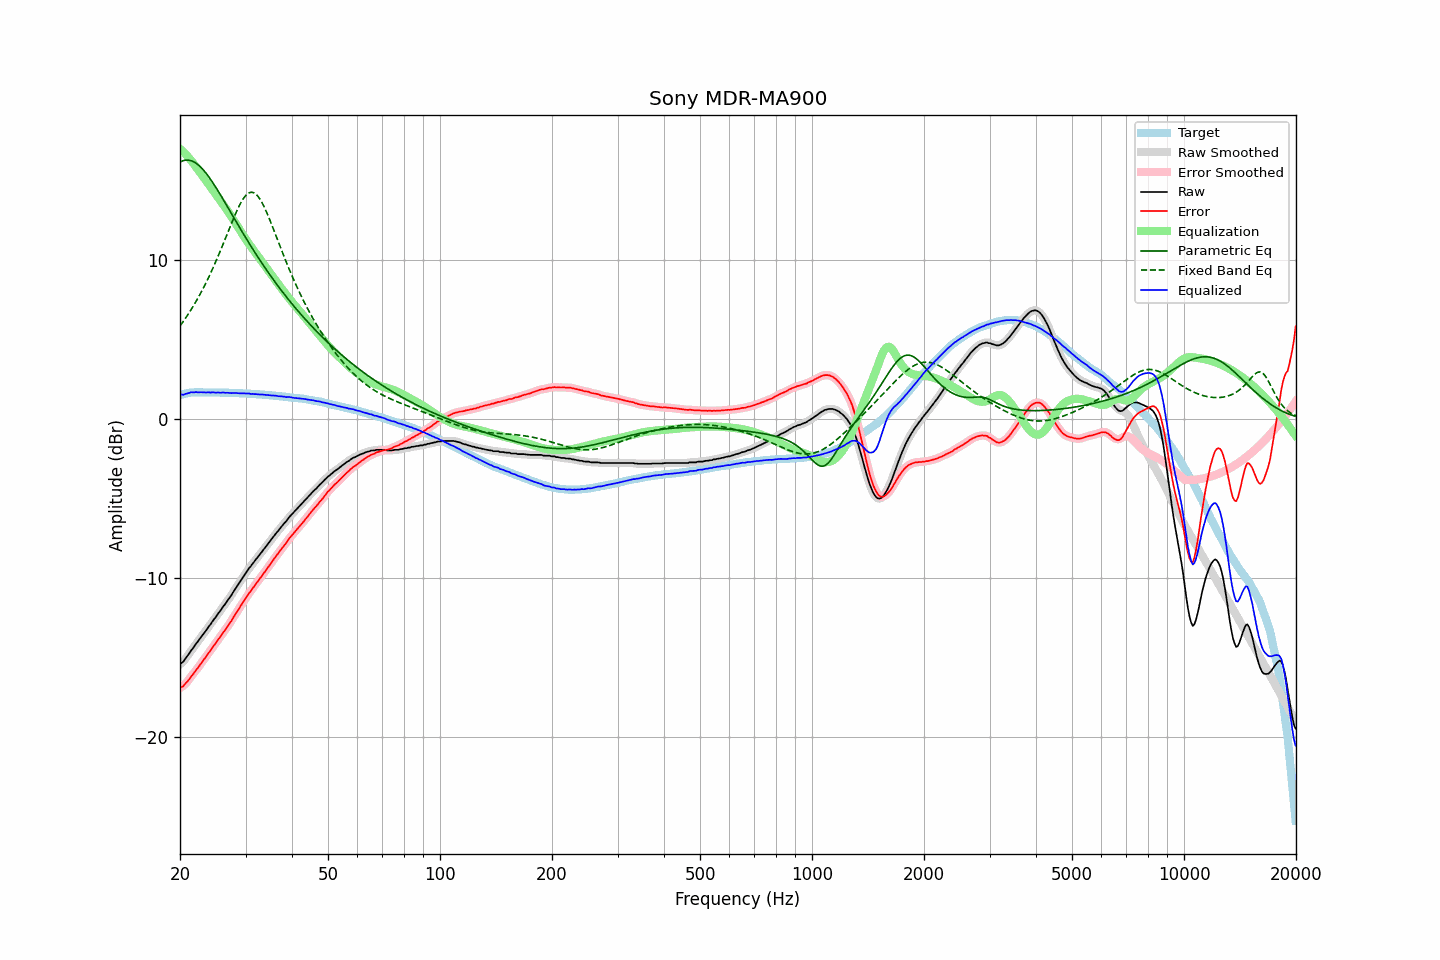 Sony MDR-MA900
Target
Raw Smoothed
Error Smoothed
Raw
Error
Equalization
Parametric Eq
Fixed Band Eq
Equalized
Amplitude (dBr)
10
0
−10
−20
20 50 100 200 500 1000 2000 5000 10000 20000
Frequency (Hz)